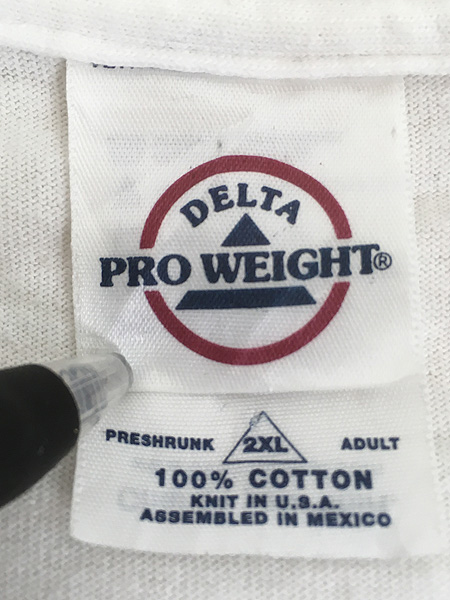 DELTA
PRO WEIGHT®
PRESHRUNK 2XL ADULT
100% COTTON
KNIT IN U.S.A.
ASSEMBLED IN MEXICO